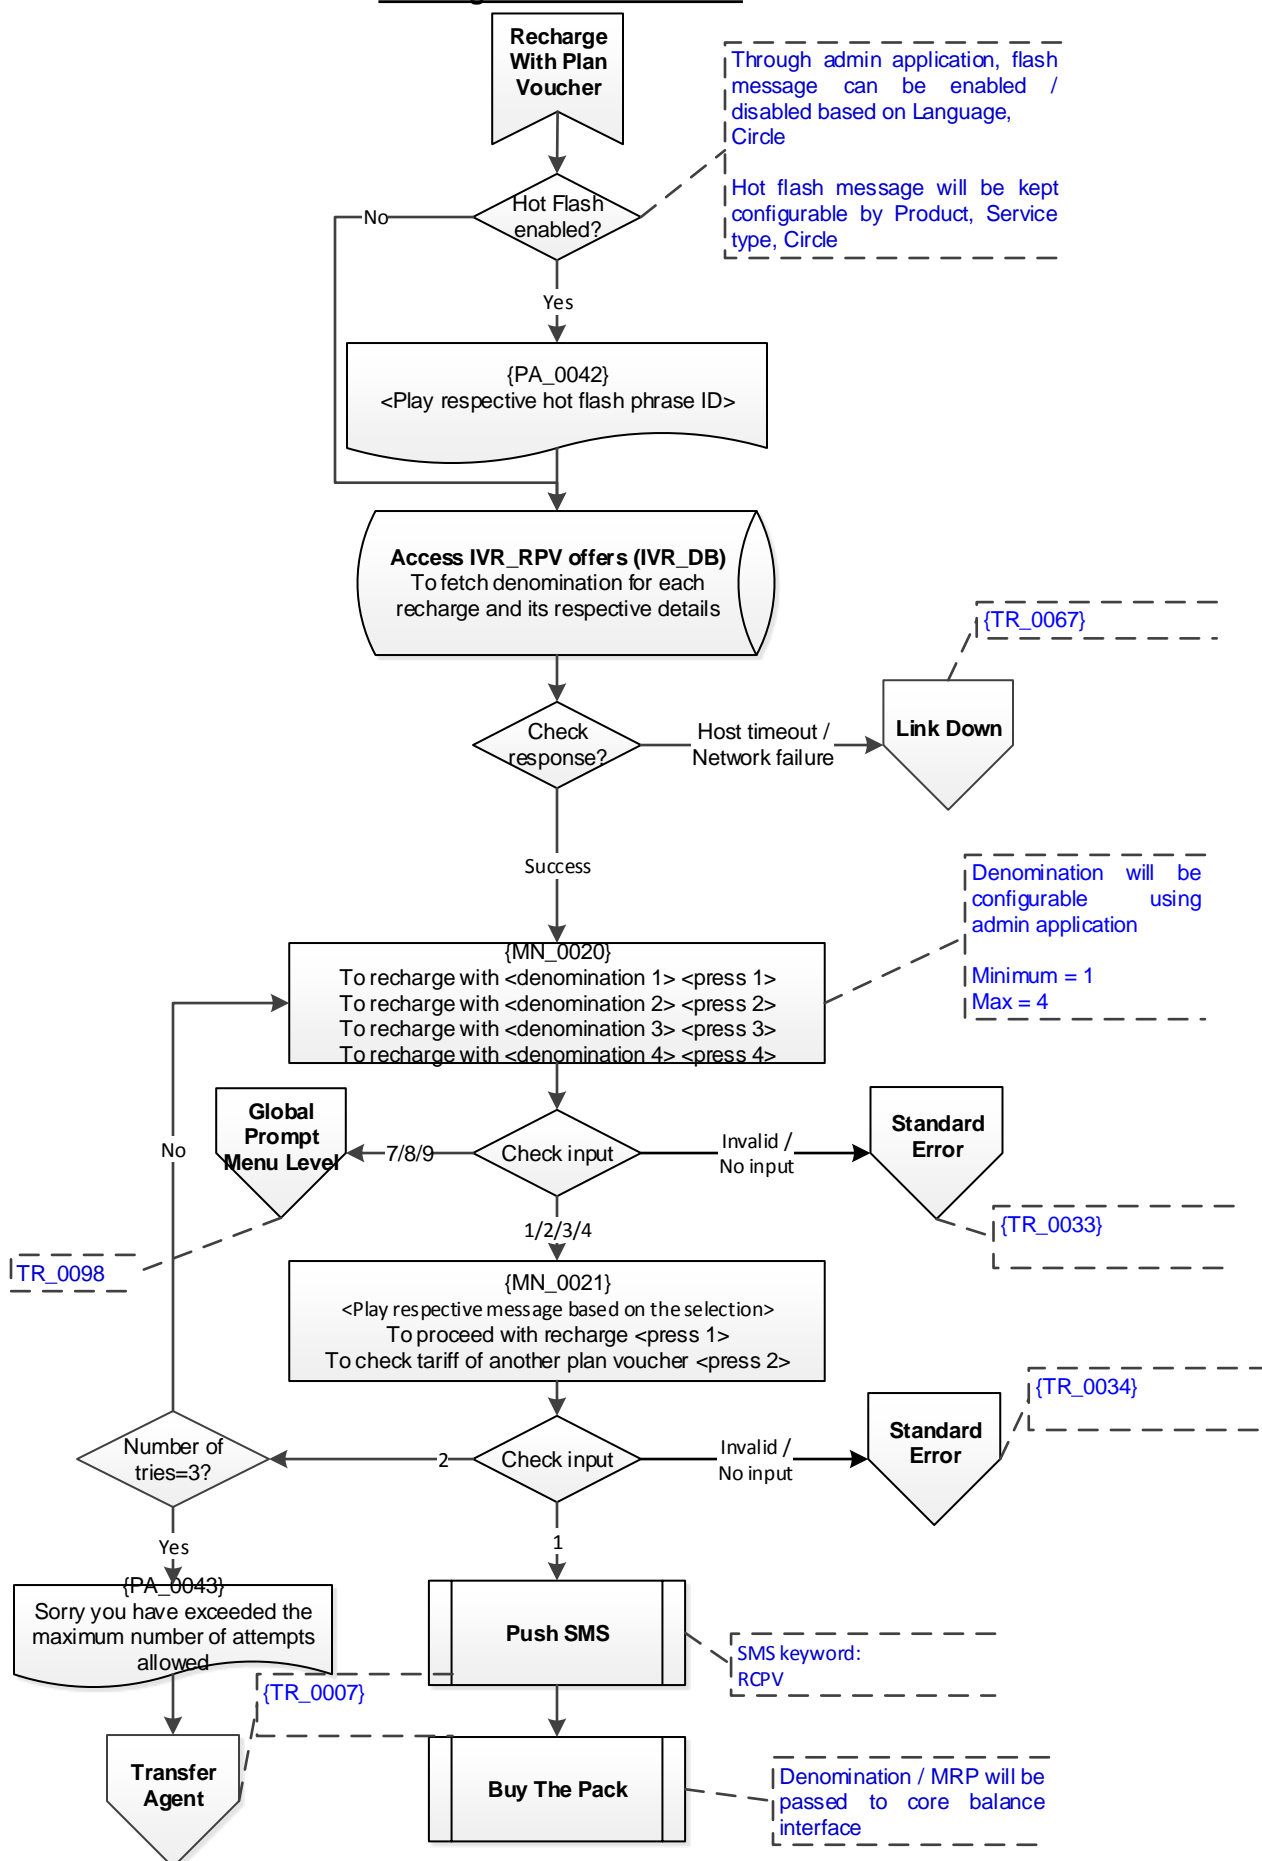 Recharge
With Plan
Voucher
Through admin application, flash
message can be enabled /
disabled based on Language,
Circle
Hot flash message will be kept
configurable by Product, Service
type, Circle
Hot Flash
enabled?
No
Yes
{PA_0042}
<Play respective hot flash phrase ID>
Access IVR_RPV offers (IVR_DB)
To fetch denomination for each
recharge and its respective details
{TR_0067}
Link Down
Check
response?
Host timeout /
Network failure
Success
Denomination will be
configurable using
admin application
Minimum = 1
Max = 4
{MN_0020}
To recharge with <denomination 1> <press 1>
To recharge with <denomination 2> <press 2>
To recharge with <denomination 3> <press 3>
To recharge with <denomination 4> <press 4>
No
Global
Prompt
Menu Level
7/8/9
Check input
Invalid /
No input
Standard
Error
{TR_0033}
TR_0098
1/2/3/4
{MN_0021}
<Play respective message based on the selection>
To proceed with recharge <press 1>
To check tariff of another plan voucher <press 2>
{TR_0034}
Number of
tries=3?
2
Check input
Invalid /
No input
Standard
Error
Yes
1
{PA_0043}
Sorry you have exceeded the
maximum number of attempts
allowed
Push SMS
SMS keyword:
RCPV
{TR_0007}
Transfer
Agent
Buy The Pack
Denomination / MRP will be
passed to core balance
interface